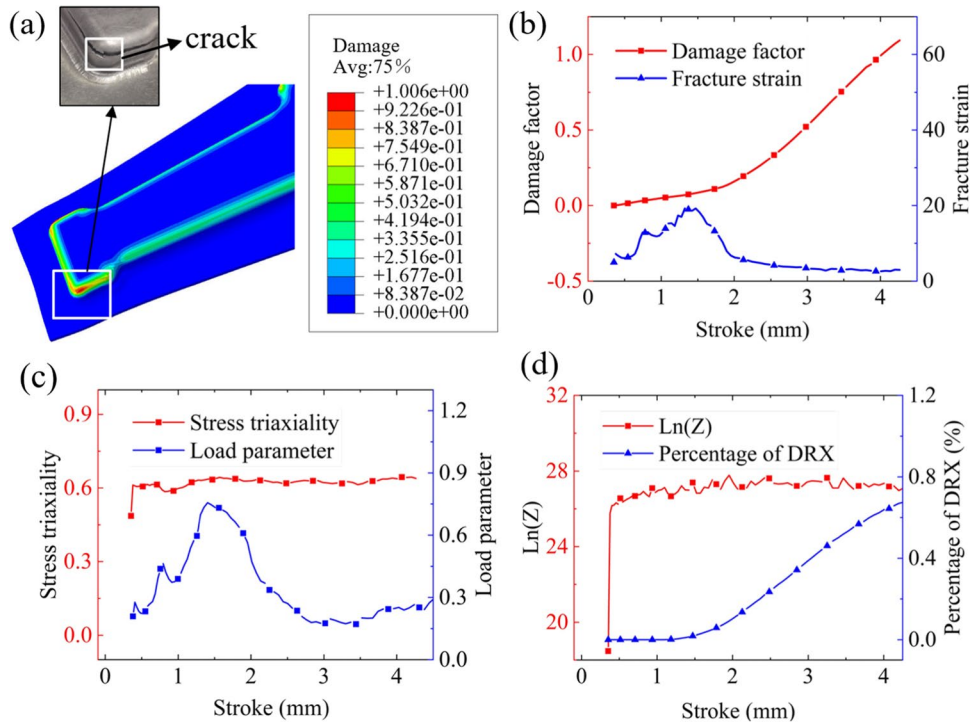 (a)
crack
Damage
Avg:75%
+1.006e+00
+9.226e-01
+8.387e-01
+7.549e-01
+6.710e-01
+5.871e-01
+5.032e-01
+4.194e-01
+3.355e-01
+2.516e-01
+1.677e-01
+8.387e-02
+0.000e+00
(b)
Damage factor
Fracture strain
1.0
0.5
0.0
-0.5
Damage factor
60
40
20
0
Fracture strain
0 1 2 3 4
Stroke (mm)
(c)
Stress triaxiality
Load parameter
0.9
0.6
0.3
0.0
Stress triaxiality
1.2
0.9
0.6
0.3
0.0
Load parameter
0 1 2 3 4
Stroke (mm)
(d)
Ln(Z)
Percentage of DRX
32
28
24
20
Ln(Z)
1.2
0.8
0.4
0.0
Percentage of DRX (%)
0 1 2 3 4
Stroke (mm)